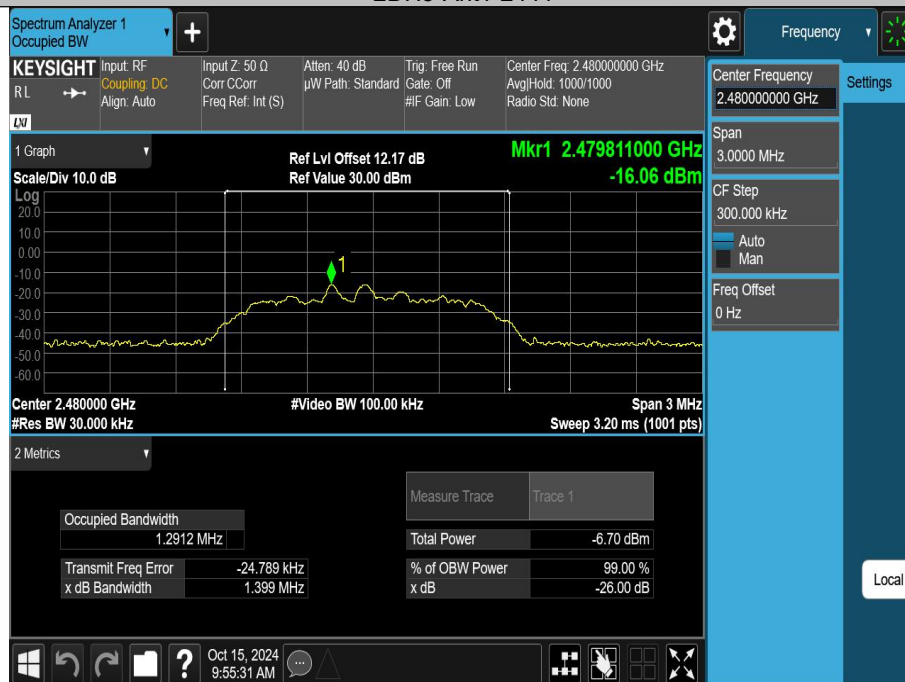 Spectrum Analyzer 1
Occupied BW
Frequency
KEYSIGHT
RL
LXI
Input: RF
Coupling: DC
Align: Auto
Input Z: 50 Ω
Corr CCorr
Freq Ref: Int (S)
Atten: 40 dB
µW Path: Standard
Trig: Free Run
Gate: Off
#IF Gain: Low
Center Freq: 2.480000000 GHz
Avg|Hold: 1000/1000
Radio Std: None
1 Graph
Scale/Div 10.0 dB
Ref Lvl Offset 12.17 dB
Ref Value 30.00 dBm
Mkr1 2.479811000 GHz
-16.06 dBm
Log
20.0
10.0
0.00
-10.0
-20.0
-30.0
-40.0
-50.0
-60.0
1
Center 2.480000 GHz
#Video BW 100.00 kHz
Span 3 MHz
#Res BW 30.000 kHz
Sweep 3.20 ms (1001 pts)
2 Metrics
Measure Trace
Trace 1
Occupied Bandwidth
1.2912 MHz
Total Power
-6.70 dBm
Transmit Freq Error
-24.789 kHz
% of OBW Power
99.00 %
x dB Bandwidth
1.399 MHz
x dB
-26.00 dB
?
Oct 15, 2024
9:55:31 AM
Center Frequency
2.480000000 GHz
Settings
Span
3.0000 MHz
CF Step
300.000 kHz
Auto
Man
Freq Offset
0 Hz
Local